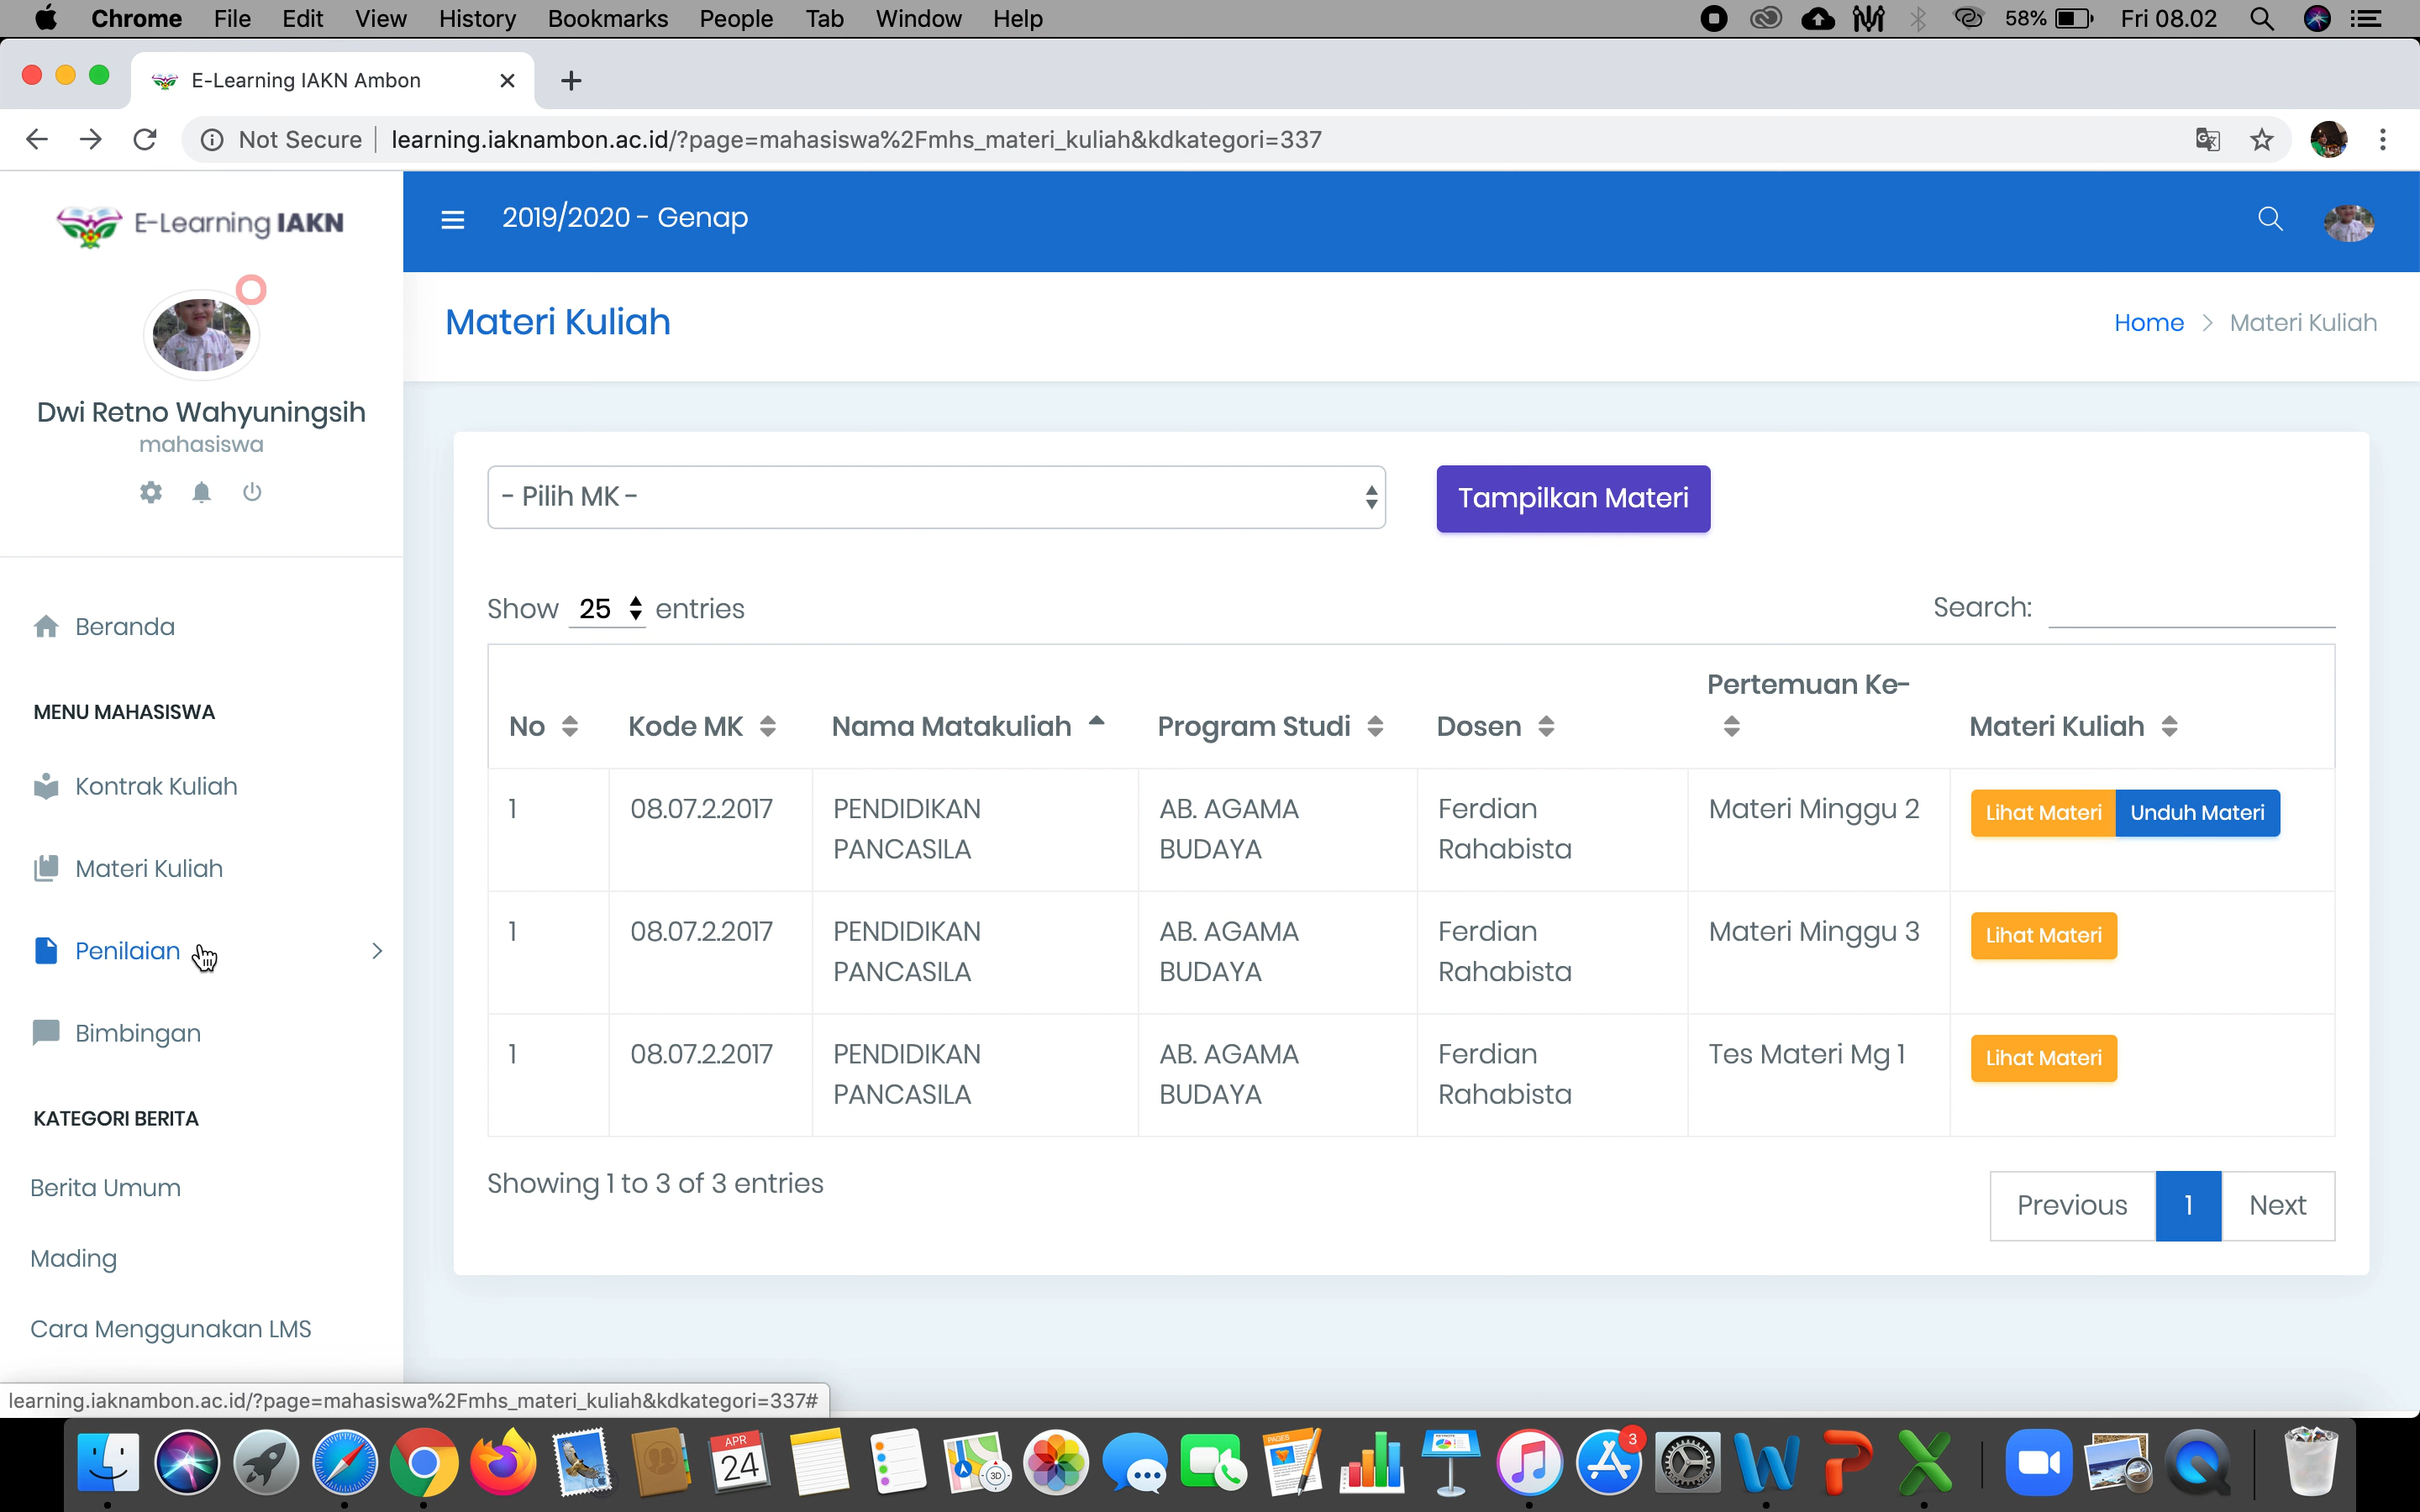 Chrome File Edit View History Bookmarks People Tab Window Help 58% Fri 08.02
E-Learning IAKN Ambon
Not Secure learning.iaknambon.ac.id/?page=mahasiswa%2Fmhs_materi_kuliah&kdkategori=337
E-Learning IAKN
2019/2020 - Genap
Dwi Retno Wahyuningsih
mahasiswa
Beranda
MENU MAHASISWA
Kontrak Kuliah
Materi Kuliah
Penilaian
Bimbingan
KATEGORI BERITA
Berita Umum
Mading
Cara Menggunakan LMS
Materi Kuliah
Home > Materi Kuliah
- Pilih MK -
Tampilkan Materi
Show 25 entries
Search:
No Kode MK Nama Matakuliah Program Studi Dosen Pertemuan Ke- Materi Kuliah
1 08.07.2.2017 PENDIDIKAN AB. AGAMA Ferdian Materi Minggu 2 Lihat Materi Unduh Materi
PANCASILA BUDAYA Rahabista
1 08.07.2.2017 PENDIDIKAN AB. AGAMA Ferdian Materi Minggu 3 Lihat Materi
PANCASILA BUDAYA Rahabista
1 08.07.2.2017 PENDIDIKAN AB. AGAMA Ferdian Tes Materi Mg 1 Lihat Materi
PANCASILA BUDAYA Rahabista
Showing 1 to 3 of 3 entries
Previous 1 Next
learning.iaknambon.ac.id/?page=mahasiswa%2Fmhs_materi_kuliah&kdkategori=337#
APR
24
3D
PAGES
3